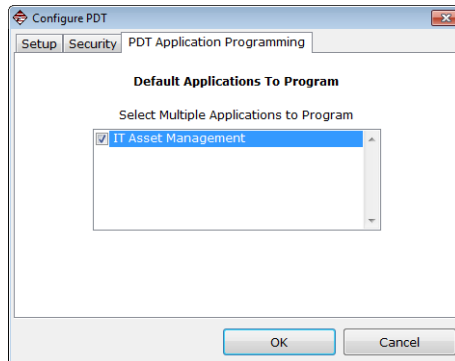 Configure PDT
Setup Security PDT Application Programming
Default Applications To Program
Select Multiple Applications to Program
IT Asset Management
OK Cancel